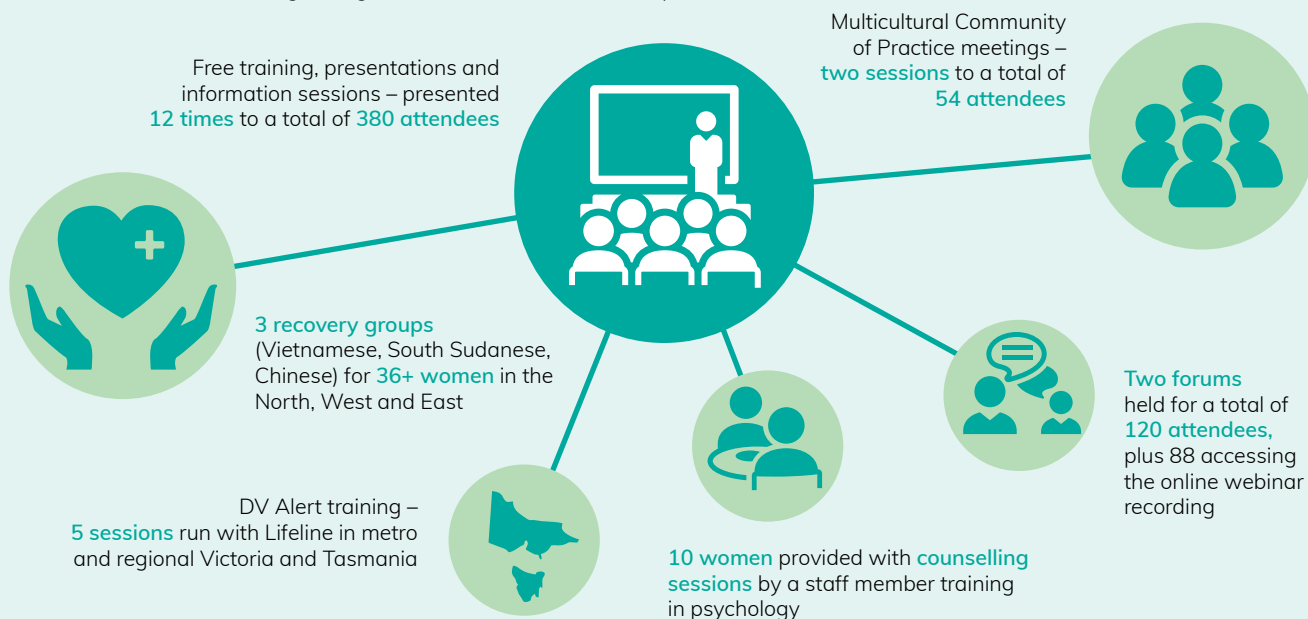 Multicultural Community
of Practice meetings –
two sessions to a total of
54 attendees
Free training, presentations and
information sessions – presented
12 times to a total of 380 attendees
3 recovery groups
(Vietnamese, South Sudanese,
Chinese) for 36+ women in the
North, West and East
Two forums
held for a total of
120 attendees,
plus 88 accessing
the online webinar
recording
DV Alert training –
5 sessions run with Lifeline in metro
and regional Victoria and Tasmania
10 women provided with counselling
sessions by a staff member training
in psychology